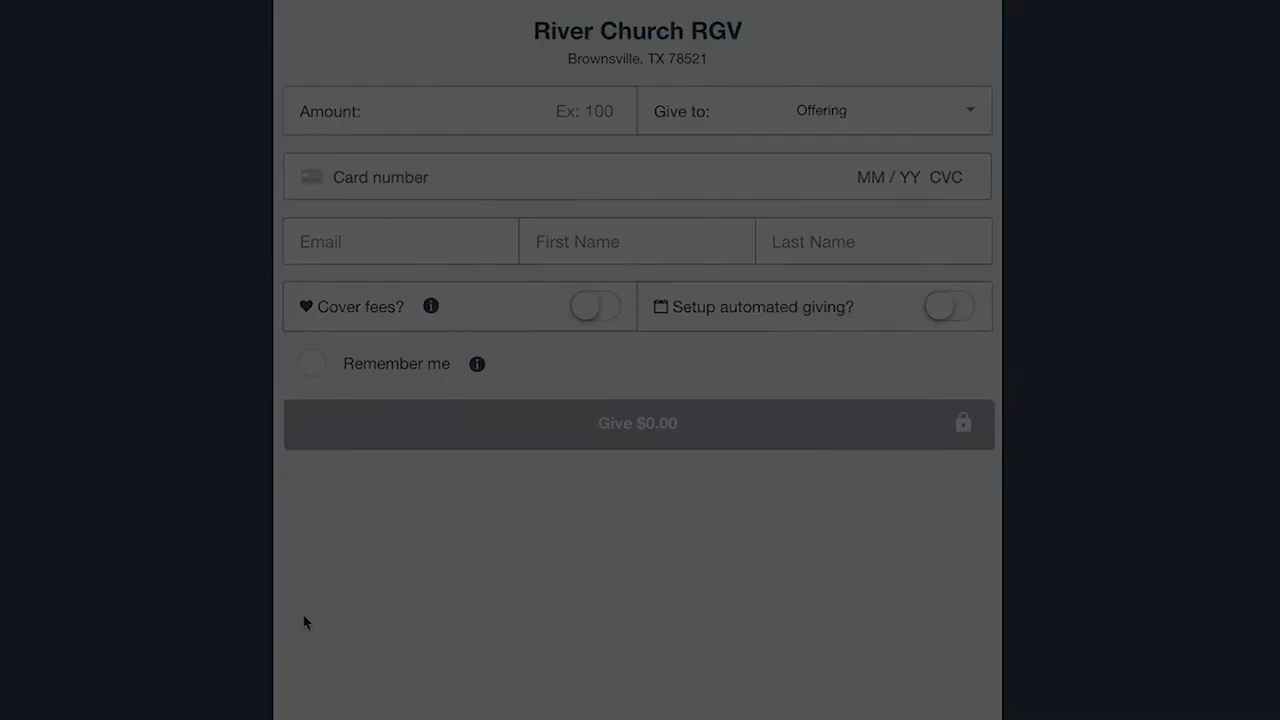 River Church RGV
Brownsville, TX 78521
Amount: Ex: 100 Give to: Offering
Card number MM / YY CVC
Email First Name Last Name
Cover fees? Setup automated giving?
Remember me
Give $0.00